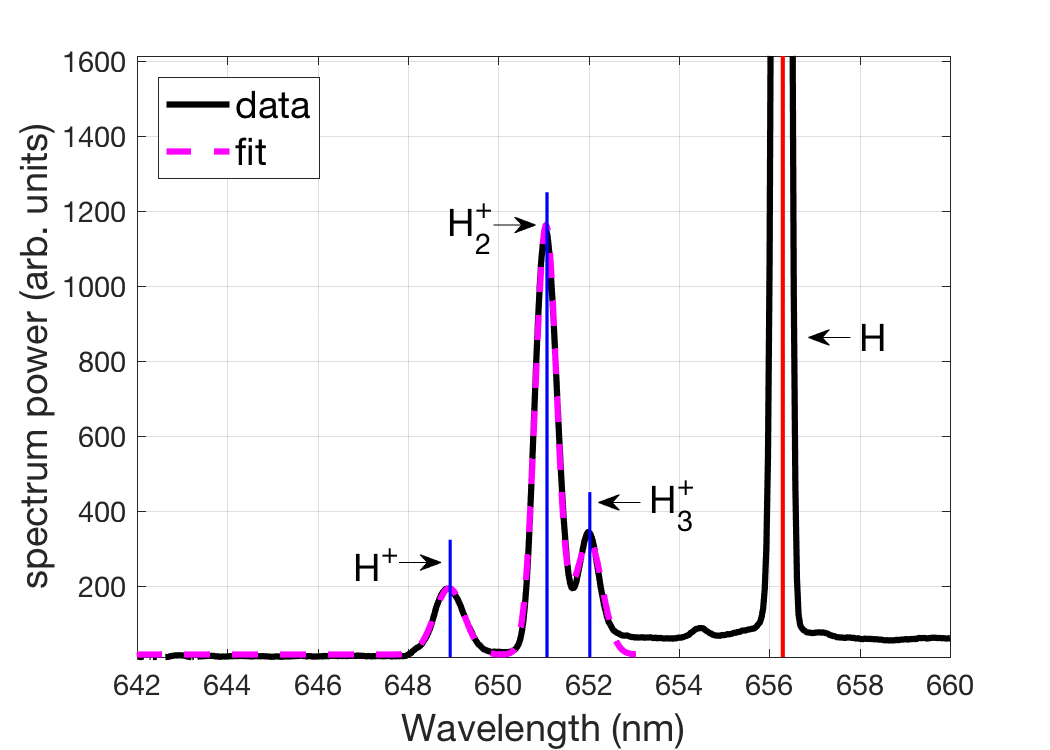 1600
1400
1200
1000
800
600
400
200
spectrum power (arb. units)
data
fit
H₂⁺
H
H₃⁺
H⁺
642 644 646 648 650 652 654 656 658 660
Wavelength (nm)